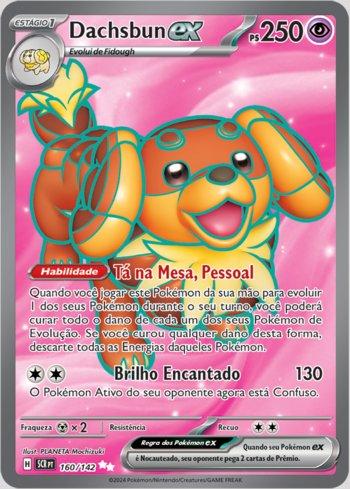 ESTÁGIO 1
Dachsbun ex
PS 250
Evolui de Fidough
Habilidade Tá na Mesa, Pessoal
Quando você jogar este Pokémon da sua mão para evoluir
1 dos seus Pokémon durante o seu turno, você poderá
curar todo o dano de cada um dos seus Pokémon de
Evolução. Se você curou qualquer dano desta forma,
descarte todas as Energias daqueles Pokémon.
Brilho Encantado 130
O Pokémon Ativo do seu oponente agora está Confuso.
Fraqueza × 2 Resistência Recuo
Ilust. PLANETA Mochizuki
Regra dos Pokémon ex
Quando seu Pokémon ex
é Nocauteado, seu oponente pega 2 cartas de Prêmio.
H SCR PT 160/142
©2024 Pokémon/Nintendo/Creatures/GAME FREAK